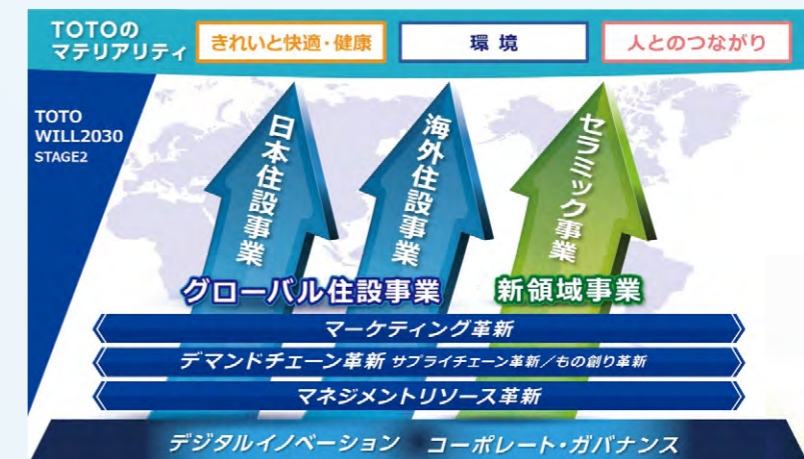 TOTOの
マテリアリティ
きれいと快適・健康
環境
人とのつながり
TOTO
WILL2030
STAGE2
日本住設事業
海外住設事業
セラミック事業
グローバル住設事業
新領域事業
マーケティング革新
デマンドチェーン革新 サプライチェーン革新／もの創り革新
マネジメントリソース革新
デジタルイノベーション コーポレート・ガバナンス